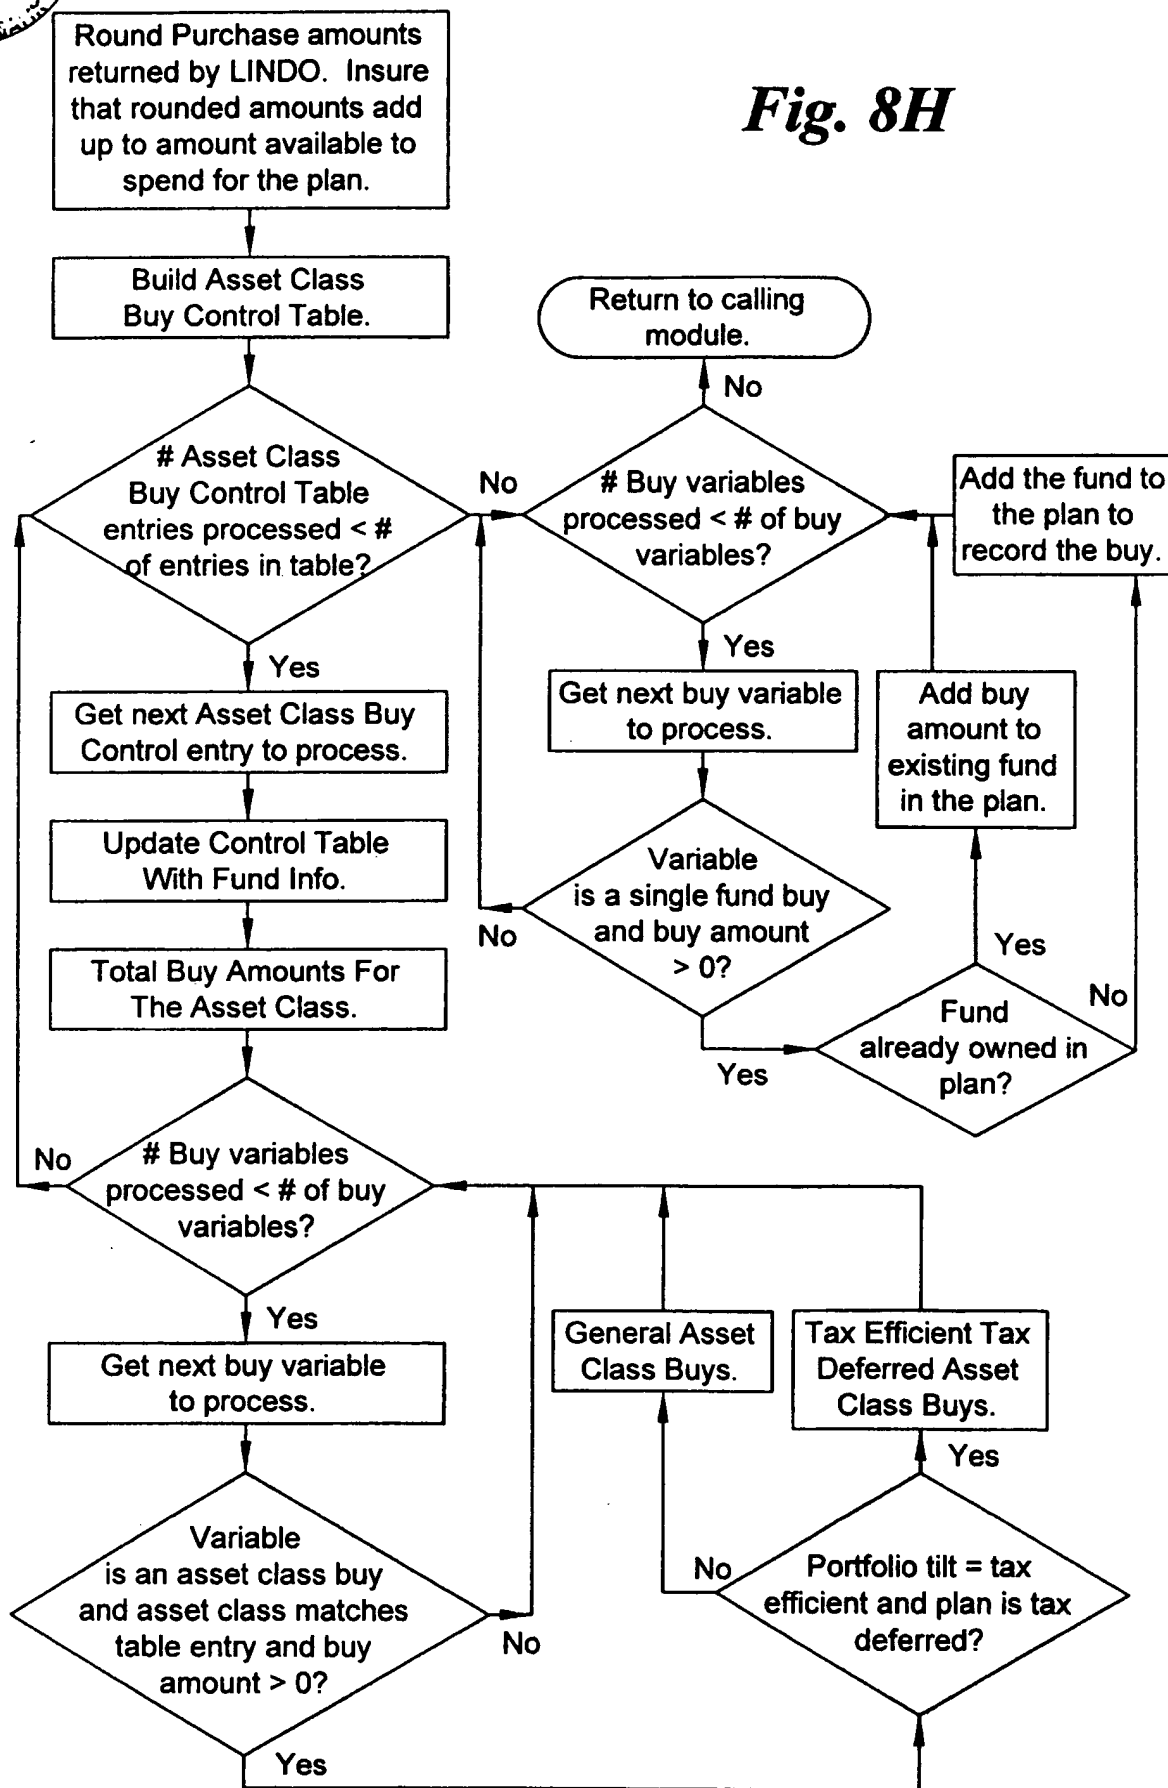 Round Purchase amounts
returned by LINDO. Insure
that rounded amounts add
up to amount available to
spend for the plan.
Fig. 8H
Build Asset Class
Buy Control Table.
Return to calling
module.
No
# Asset Class
Buy Control Table
entries processed < #
of entries in table?
No
# Buy variables
processed < # of buy
variables?
Add the fund to
the plan to
record the buy.
Yes
Yes
Get next Asset Class Buy
Control entry to process.
Get next buy variable
to process.
Add buy
amount to
existing fund
in the plan.
Update Control Table
With Fund Info.
Variable
is a single fund buy
and buy amount
> 0?
No
Yes
No
Total Buy Amounts For
The Asset Class.
Fund
already owned in
plan?
Yes
No
# Buy variables
processed < # of buy
variables?
Yes
General Asset
Class Buys.
Tax Efficient Tax
Deferred Asset
Class Buys.
Get next buy variable
to process.
Yes
Variable
is an asset class buy
and asset class matches
table entry and buy
amount > 0?
No
No
Portfolio tilt = tax
efficient and plan is tax
deferred?
Yes